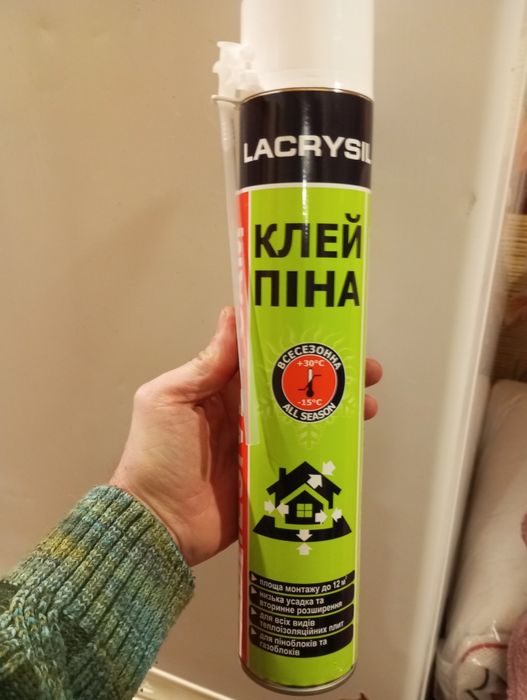 LACRYSIL
КЛЕЙ
ПІНА
ВСЕСЕЗОННА
+30°C
-15°C
ALL SEASON
площа монтажу до 12 м²
низька усадка та
вторинне розширення
для всіх видів
теплоізоляційних плит
для піноблоків та
газоблоків